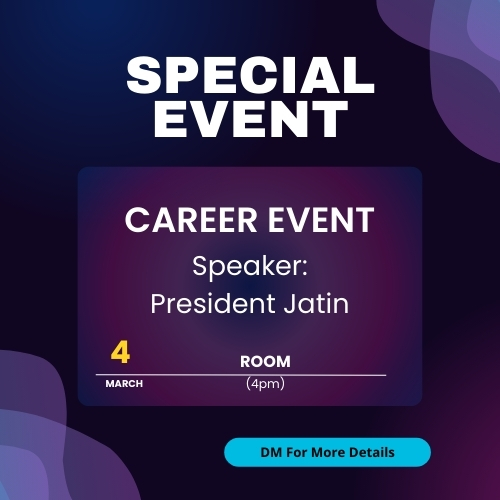 SPECIAL
EVENT
CAREER EVENT
Speaker:
President Jatin
4
MARCH
ROOM
(4pm)
DM For More Details